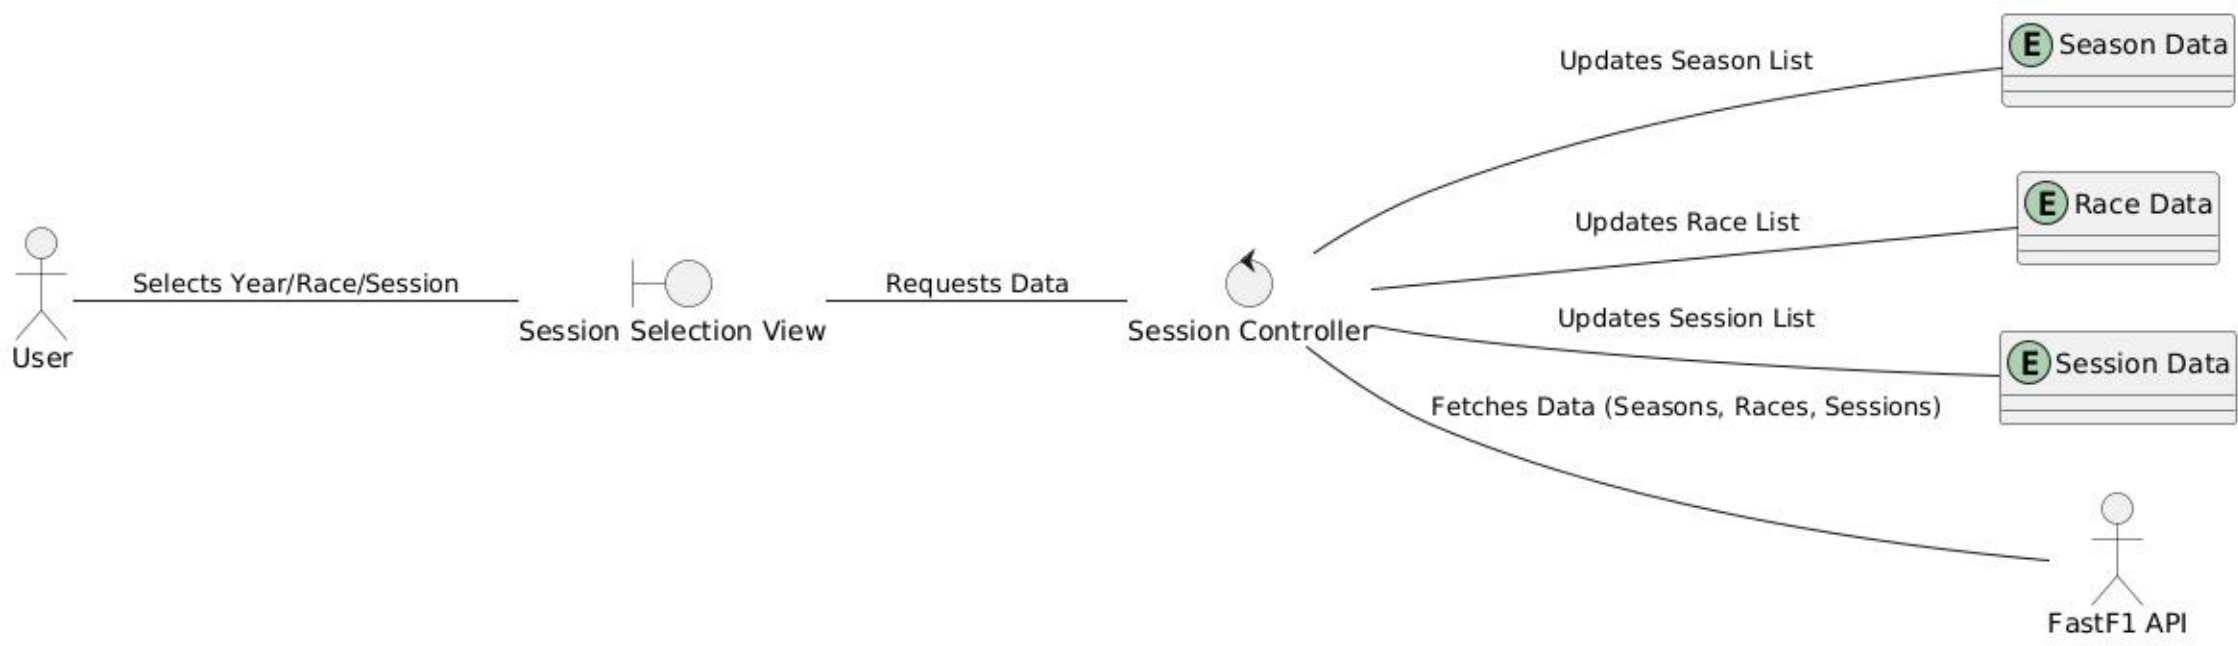 E Season Data
Updates Season List
E Race Data
Updates Race List
Selects Year/Race/Session
Requests Data
Updates Session List
Session Selection View
Session Controller
User
E Session Data
Fetches Data (Seasons, Races, Sessions)
FastF1 API